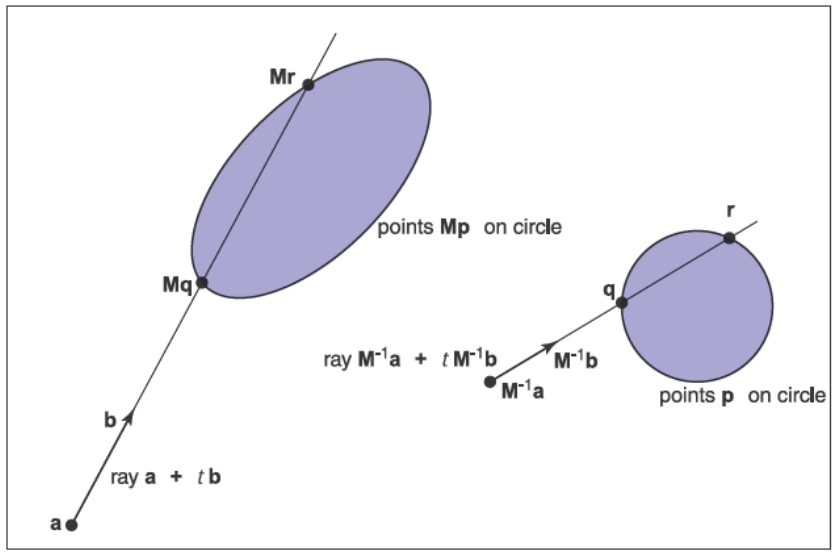 Mr
points Mp on circle
r
Mq
q
ray M⁻¹a + t M⁻¹b
M⁻¹b
M⁻¹a
points p on circle
b
ray a + t b
a